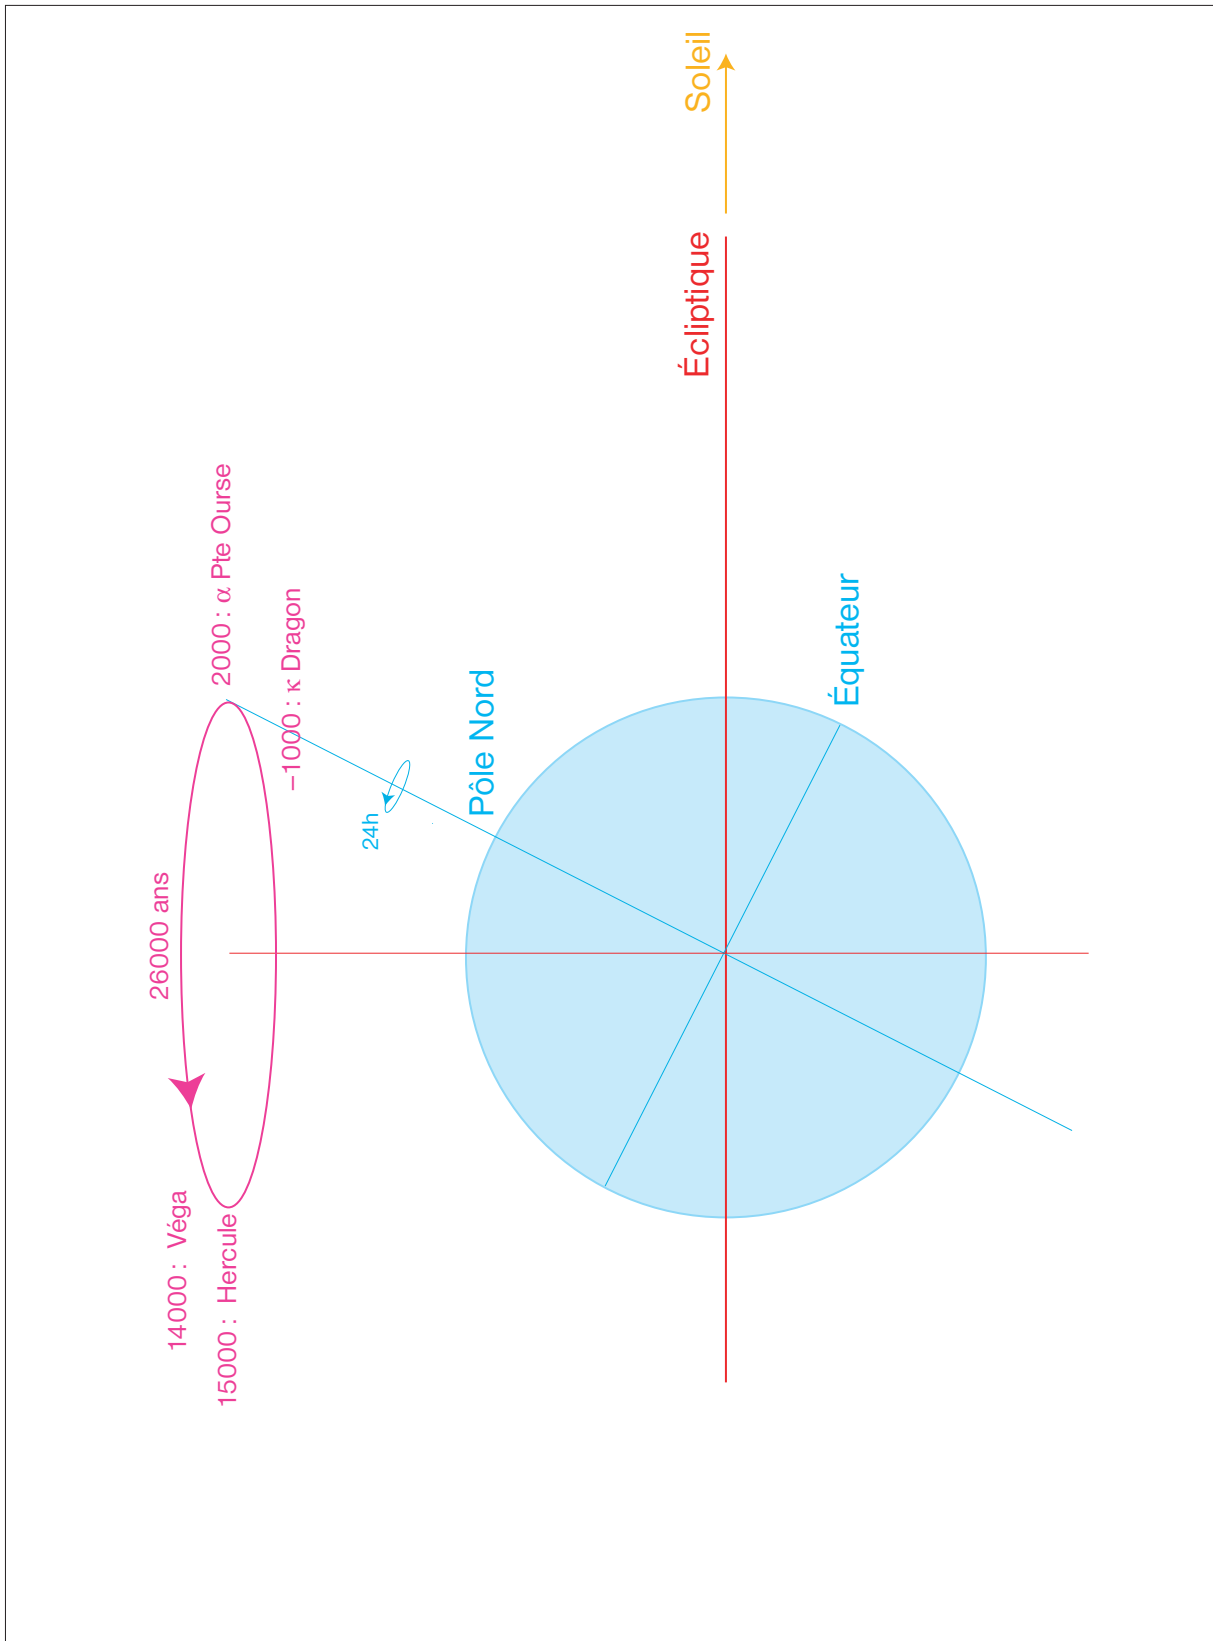 26000 ans
14000 : Véga
15000 : Hercule
2000 : α Pte Ourse
–1000 : κ Dragon
24h
Pôle Nord
Écliptique
Soleil
Équateur